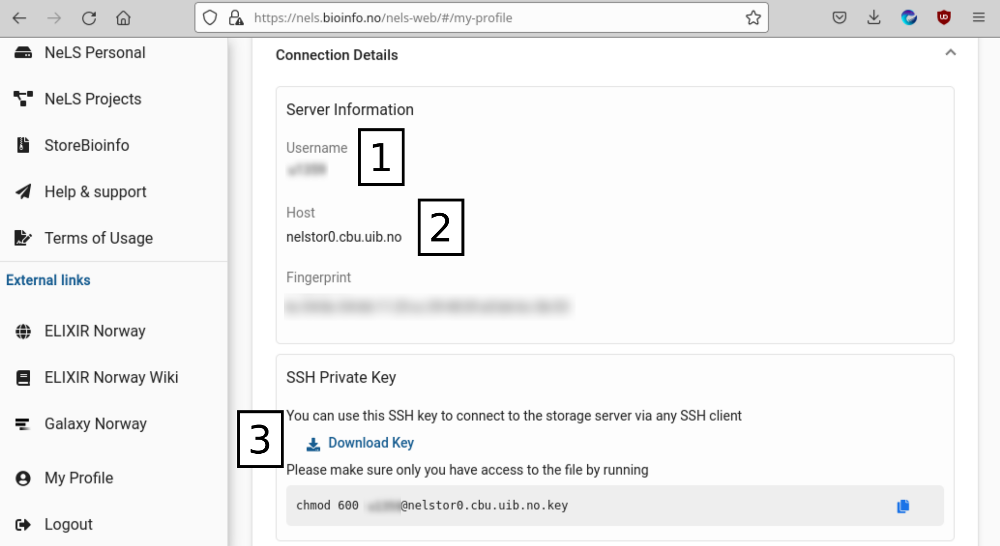 https://nels.bioinfo.no/nels-web/#/my-profile
NeLS Personal
NeLS Projects
StoreBioinfo
Help & support
Terms of Usage
External links
ELIXIR Norway
ELIXIR Norway Wiki
Galaxy Norway
My Profile
Logout
Connection Details
Server Information
Username
1
Host
nelstor0.cbu.uib.no
2
Fingerprint
SSH Private Key
You can use this SSH key to connect to the storage server via any SSH client
3
Download Key
Please make sure only you have access to the file by running
chmod 600 @nelstor0.cbu.uib.no.key